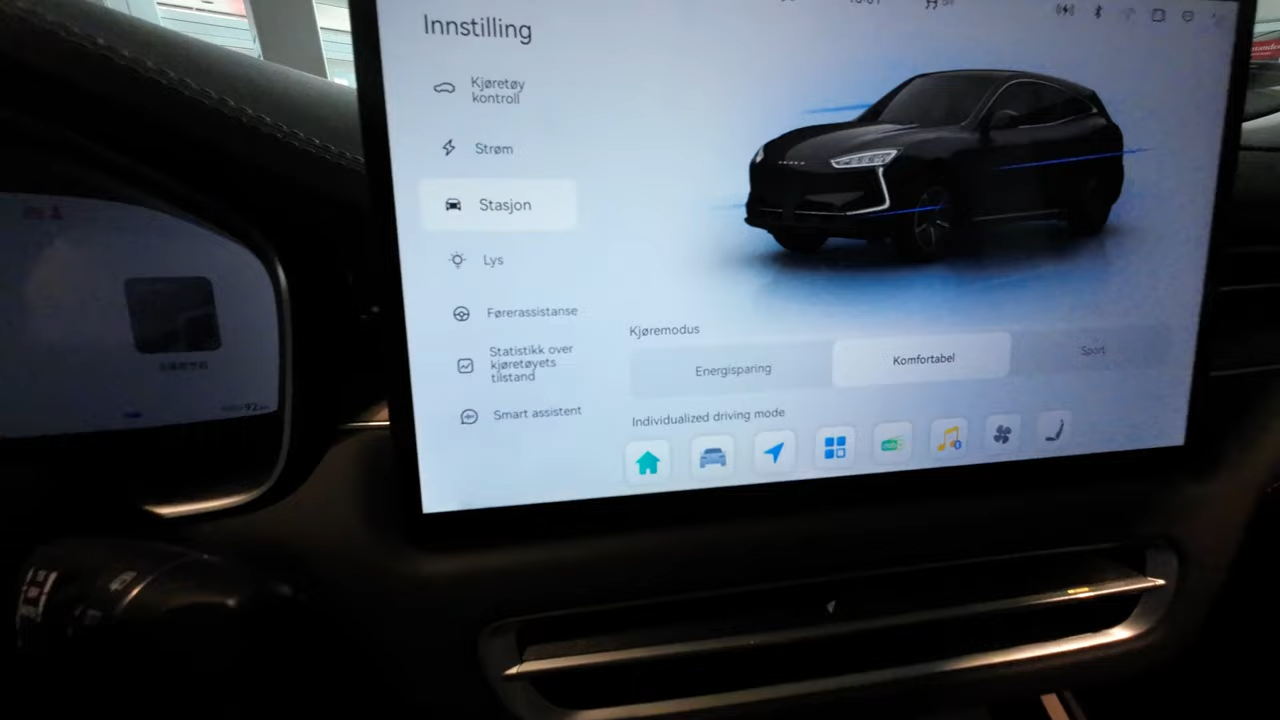 Innstilling
Kjøretøy
kontroll
Strøm
Stasjon
Lys
Førerassistanse
Statistikk over
kjøretøyets
tilstand
Smart assistent
Kjøremodus
Energisparing
Komfortabel
Sport
Individualized driving mode
92